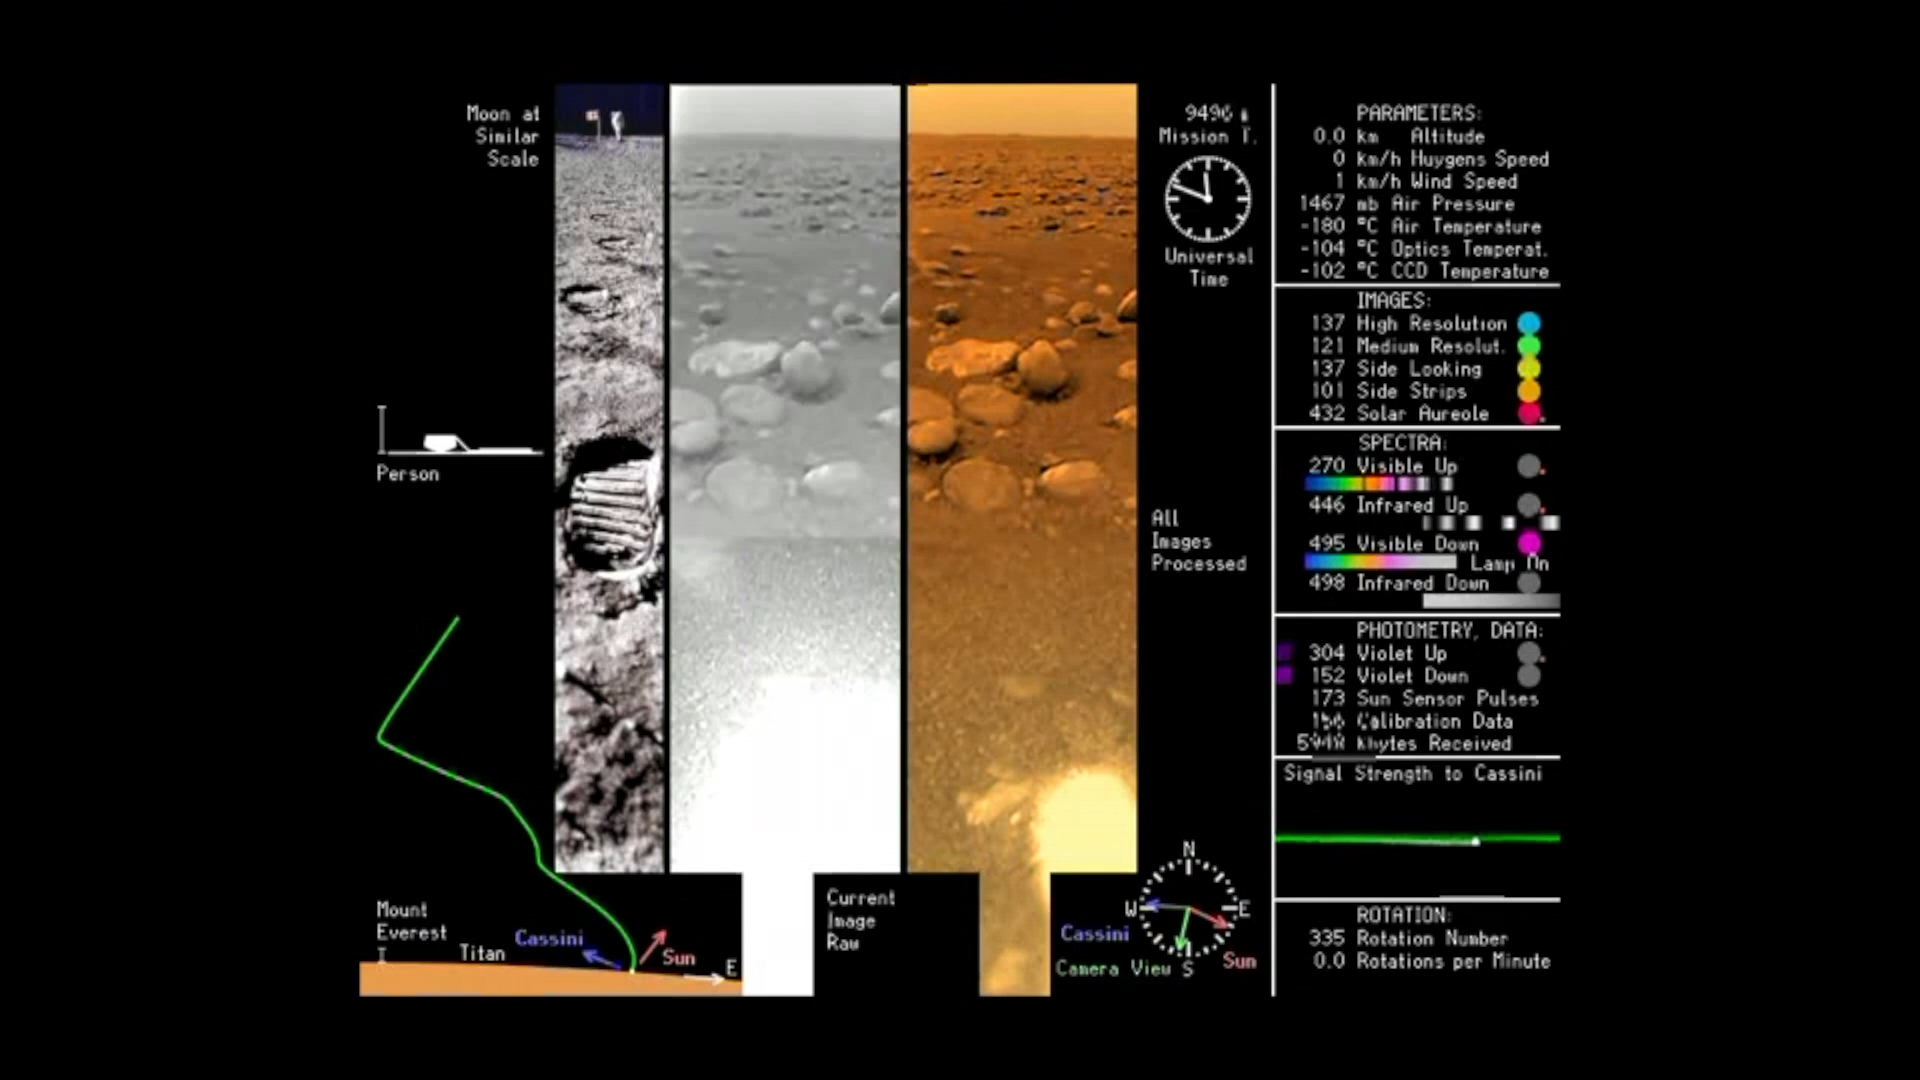 Moon at
Similar
Scale
Person
Mount
Everest
Titan
Cassini
Sun
E
Current
Image
Raw
9496
Mission T.
Universal
Time
All
Images
Processed
N
W
E
S
Cassini
Camera View
Sun
PARAMETERS:
0.0 km Altitude
0 km/h Huygens Speed
1 km/h Wind Speed
1467 mb Air Pressure
-180 °C Air Temperature
-104 °C Optics Temperat.
-102 °C CCD Temperature
IMAGES:
137 High Resolution
121 Medium Resolut.
137 Side Looking
101 Side Strips
432 Solar Aureole
SPECTRA:
270 Visible Up
446 Infrared Up
495 Visible Down
Lamp On
498 Infrared Down
PHOTOMETRY, DATA:
304 Violet Up
152 Violet Down
173 Sun Sensor Pulses
Calibration Data
kbytes Received
Signal Strength to Cassini
ROTATION:
335 Rotation Number
0.0 Rotations per Minute